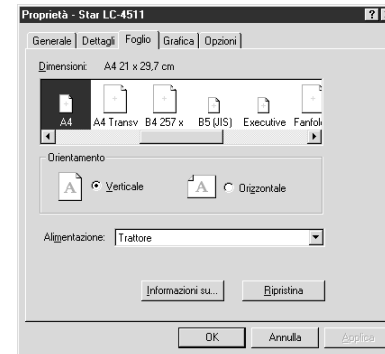 Proprietà - Star LC-4511
Generale Dettagli Foglio Grafica Opzioni
Dimensioni: A4 21 x 29,7 cm
A4 A4 Transv B4 257 x B5 (JIS) Executive Fanfol
Orientamento
A Verticale A Orizzontale
Alimentazione: Trattore
Informazioni su... Ripristina
OK Annulla Applica